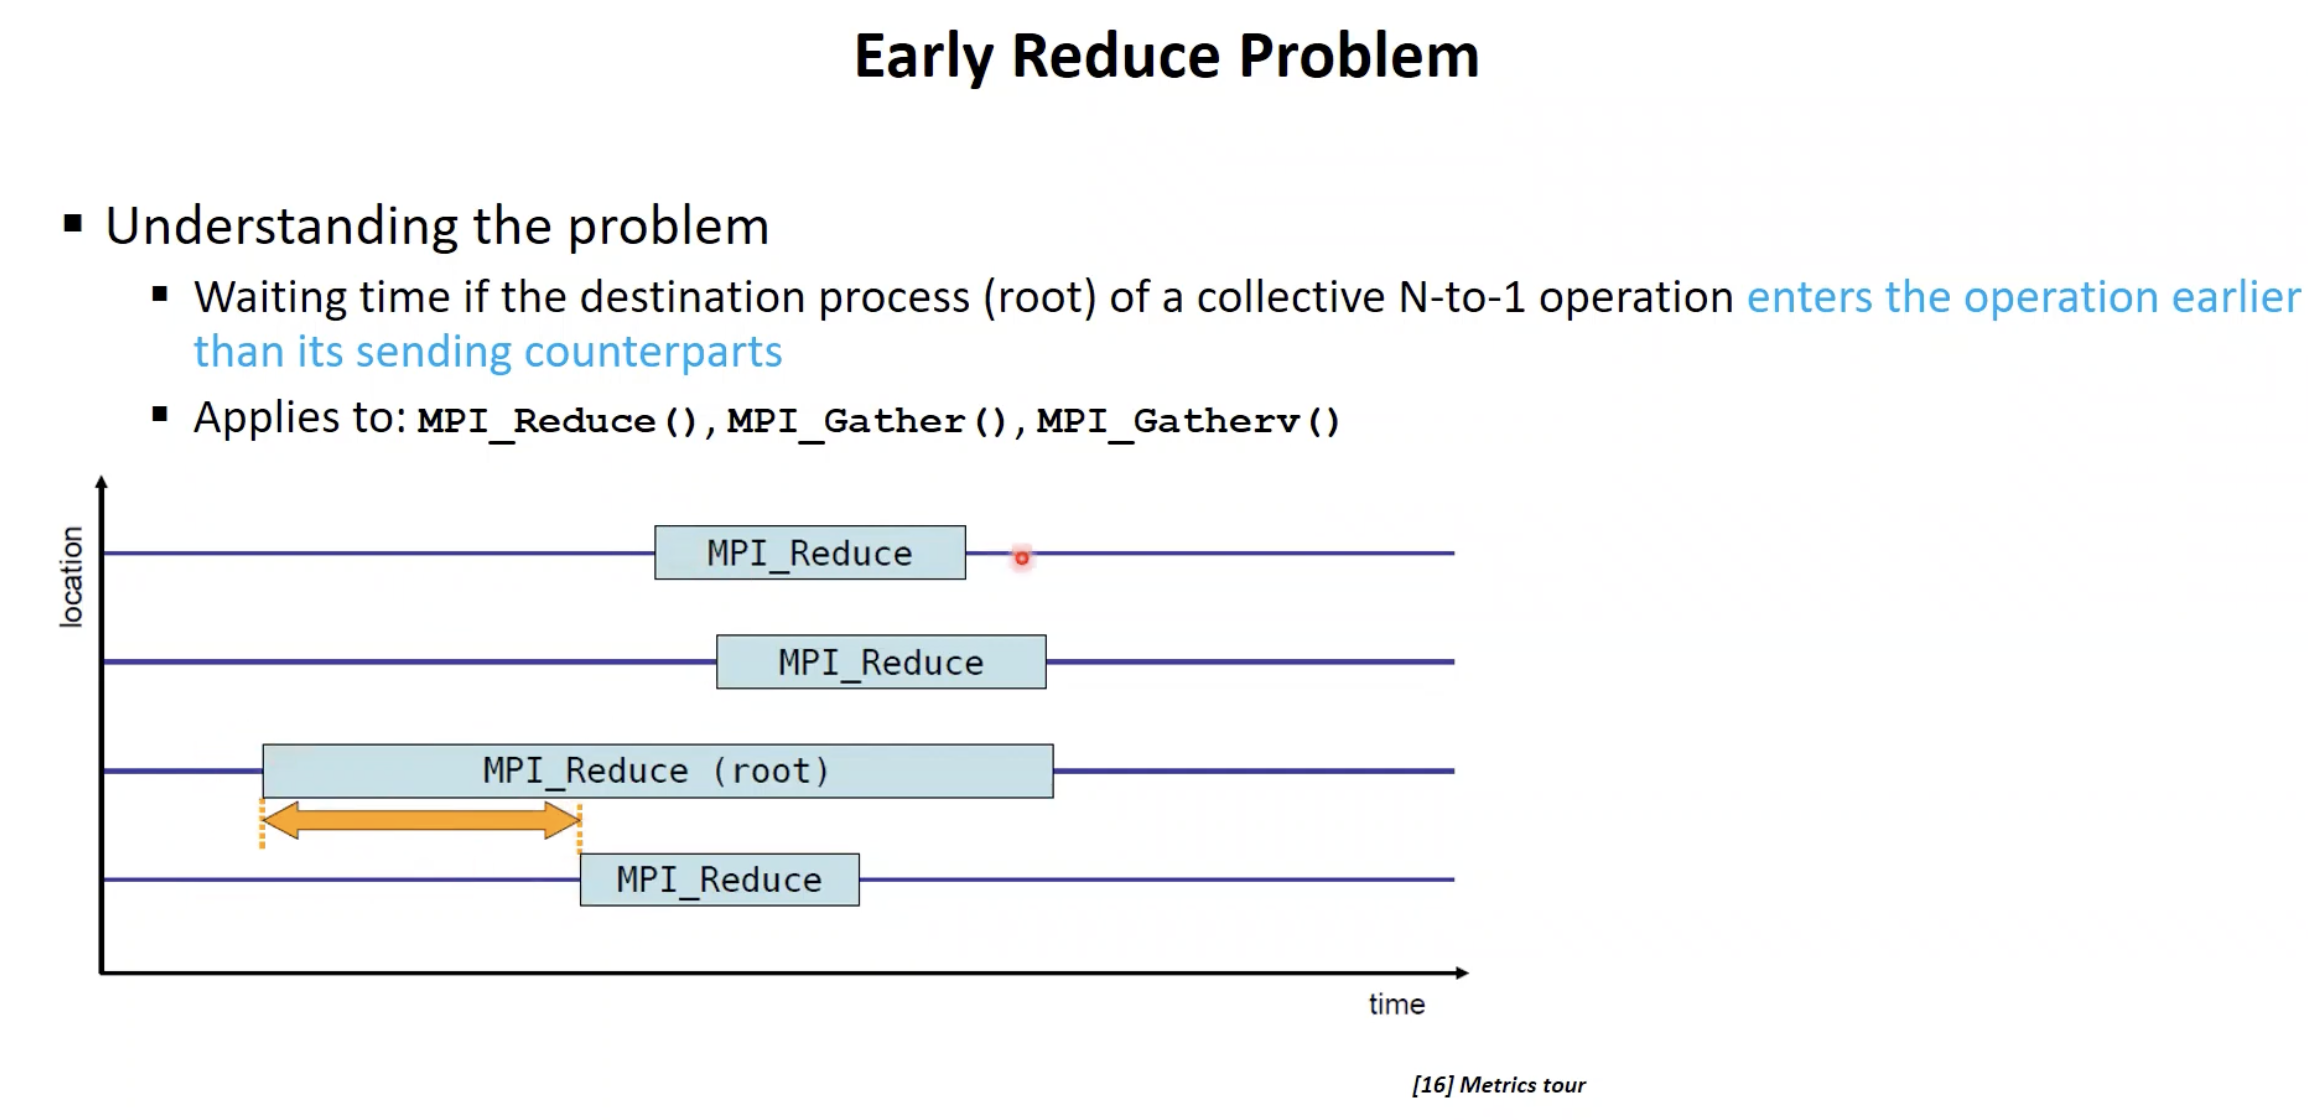 Early Reduce Problem
Understanding the problem
Waiting time if the destination process (root) of a collective N-to-1 operation enters the operation earlier
than its sending counterparts
Applies to: MPI_Reduce(), MPI_Gather(), MPI_Gatherv()
location
MPI_Reduce
MPI_Reduce
MPI_Reduce (root)
MPI_Reduce
time
[16] Metrics tour